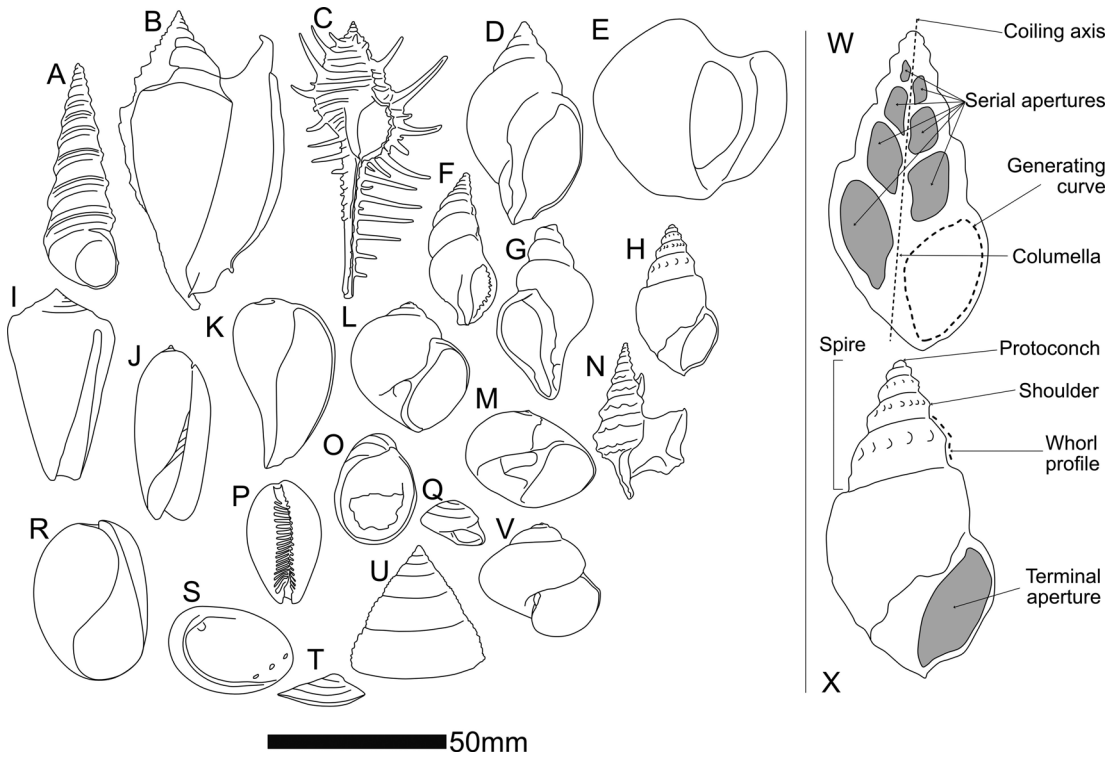 A
B
C
D
E
F
G
H
I
J
K
L
M
N
O
P
Q
R
S
T
U
V
50mm
W
Coiling axis
Serial apertures
Generating
curve
Columella
Spire
Protoconch
Shoulder
Whorl
profile
Terminal
aperture
X